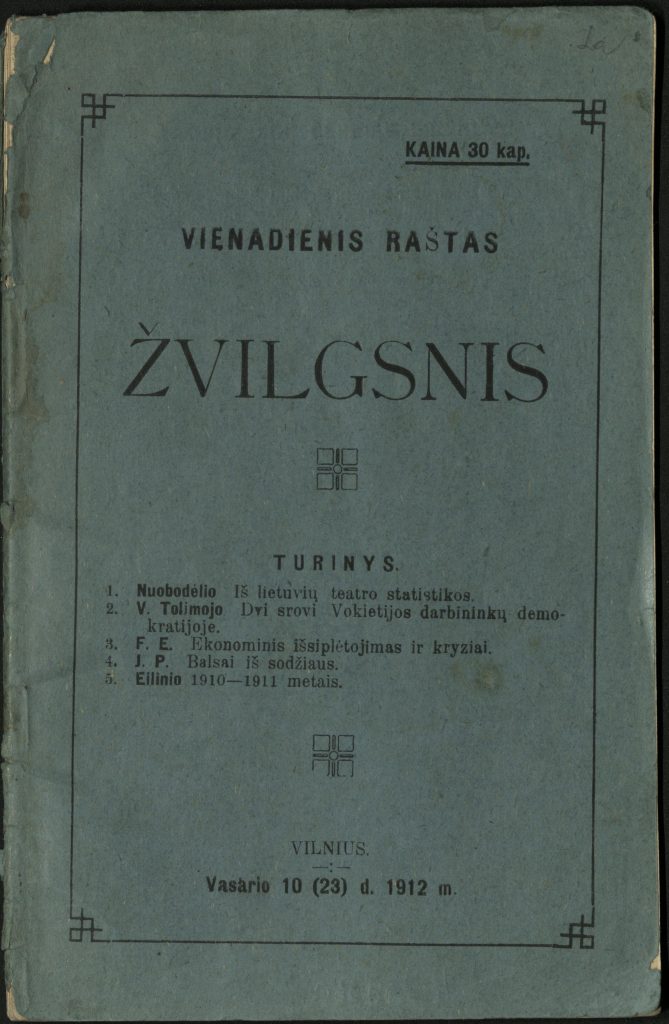 KAINA 30 kap.
VIENADIENIS RAŠTAS
ŽVILGSNIS
TURINYS.
1. Nuobodėlio Iš lietuvių teatro statistikos.
2. V. Tolimojo Dvi srovi Vokietijos darbininkų demo-
kratijoje.
3. F. E. Ekonominis išsiplėtojimas ir kryziai.
4. J. P. Balsai iš sodžiaus.
5. Eilinio 1910—1911 metais.
VILNIUS.
Vasario 10 (23) d. 1912 m.